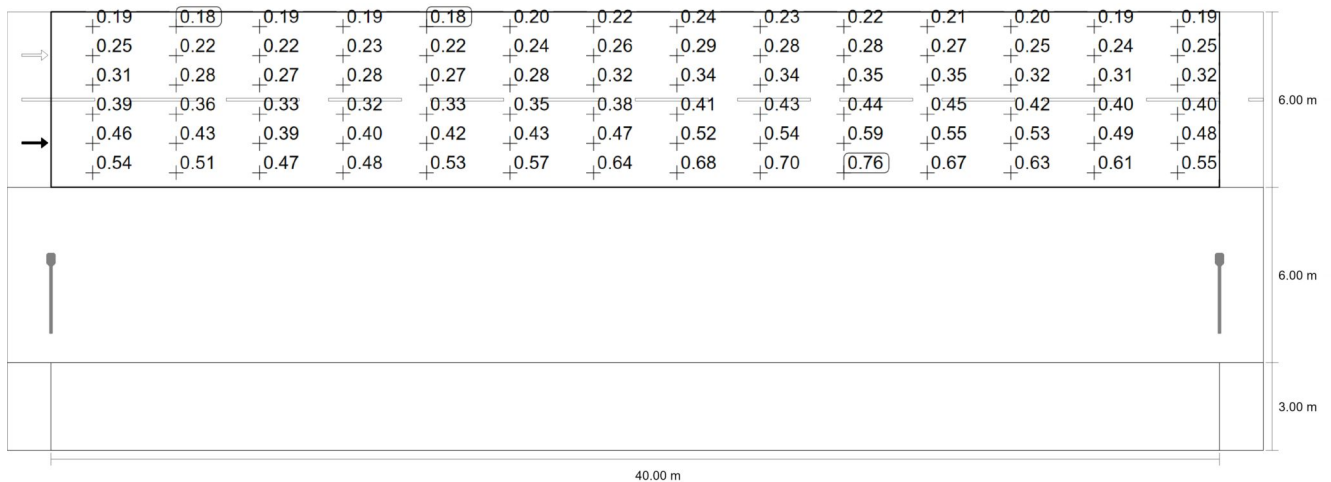 0.19 0.18 0.19 0.19 0.18 0.20 0.22 0.24 0.23 0.22 0.21 0.20 0.19 0.19
0.25 0.22 0.22 0.23 0.22 0.24 0.26 0.29 0.28 0.28 0.27 0.25 0.24 0.25
0.31 0.28 0.27 0.28 0.27 0.28 0.32 0.34 0.34 0.35 0.35 0.32 0.31 0.32
0.39 0.36 0.33 0.32 0.33 0.35 0.38 0.41 0.43 0.44 0.45 0.42 0.40 0.40
6.00 m
0.46 0.43 0.39 0.40 0.42 0.43 0.47 0.52 0.54 0.59 0.55 0.53 0.49 0.48
0.54 0.51 0.47 0.48 0.53 0.57 0.64 0.68 0.70 0.76 0.67 0.63 0.61 0.55
6.00 m
3.00 m
40.00 m